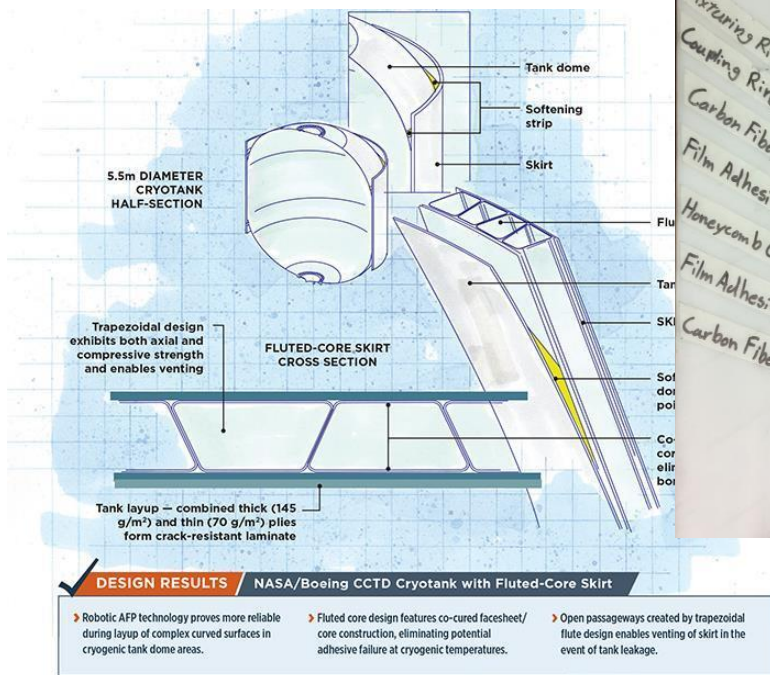 Tank dome
Softening
strip
Skirt
5.5m DIAMETER
CRYOTANK
HALF-SECTION
Trapezoidal design
exhibits both axial and
compressive strength
and enables venting
FLUTED-CORE SKIRT
CROSS SECTION
Tank layup — combined thick (145
g/m²) and thin (70 g/m²) plies
form crack-resistant laminate
Coupling
Carbon
Film
Honeycomb
Film
Carbon
DESIGN RESULTS NASA/Boeing CCTD Cryotank with Fluted-Core Skirt
Robotic AFP technology proves more reliable
during layup of complex curved surfaces in
cryogenic tank dome areas.
Fluted core design features co-cured facesheet/
core construction, eliminating potential
adhesive failure at cryogenic temperatures.
Open passageways created by trapezoidal
flute design enables venting of skirt in the
event of tank leakage.